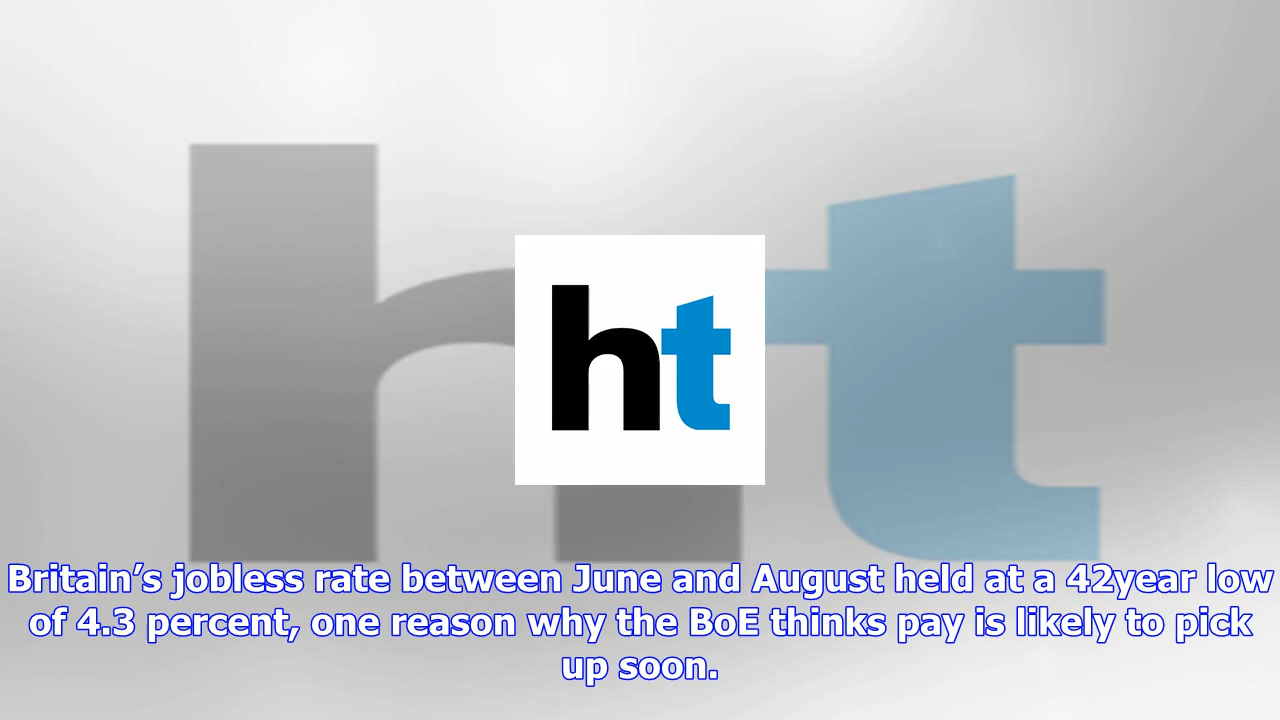 ht
ht
Britain’s jobless rate between June and August held at a 42year low
of 4.3 percent, one reason why the BoE thinks pay is likely to pick
up soon.